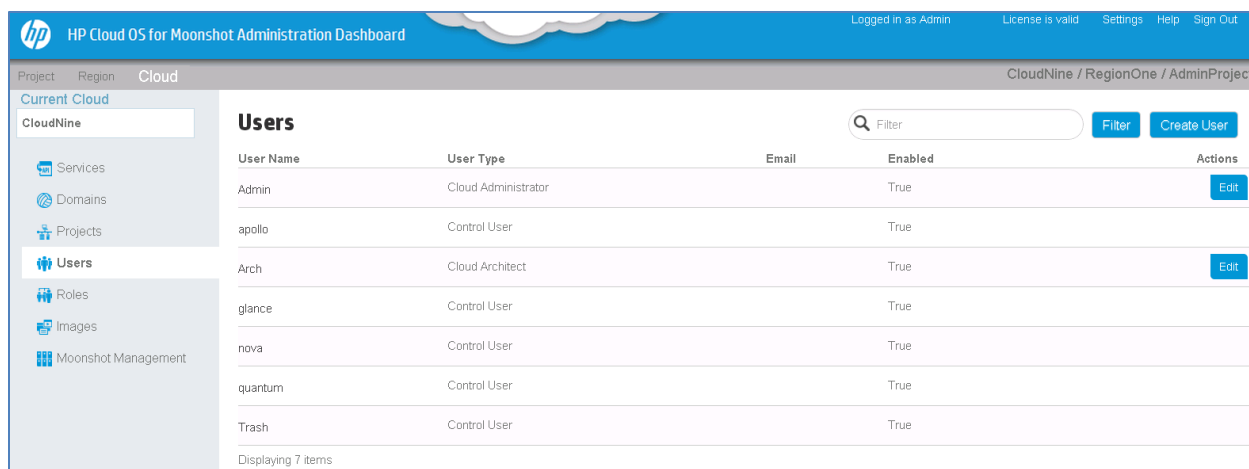 hp HP Cloud OS for Moonshot Administration Dashboard Logged in as Admin License is valid Settings Help Sign Out
Project Region Cloud CloudNine / RegionOne / AdminProjec
Current Cloud
CloudNine
Services
Domains
Projects
Users
Roles
Images
Moonshot Management
Users Filter Filter Create User
User Name User Type Email Enabled Actions
Admin Cloud Administrator True Edit
apollo Control User True
Arch Cloud Architect True Edit
glance Control User True
nova Control User True
quantum Control User True
Trash Control User True
Displaying 7 items